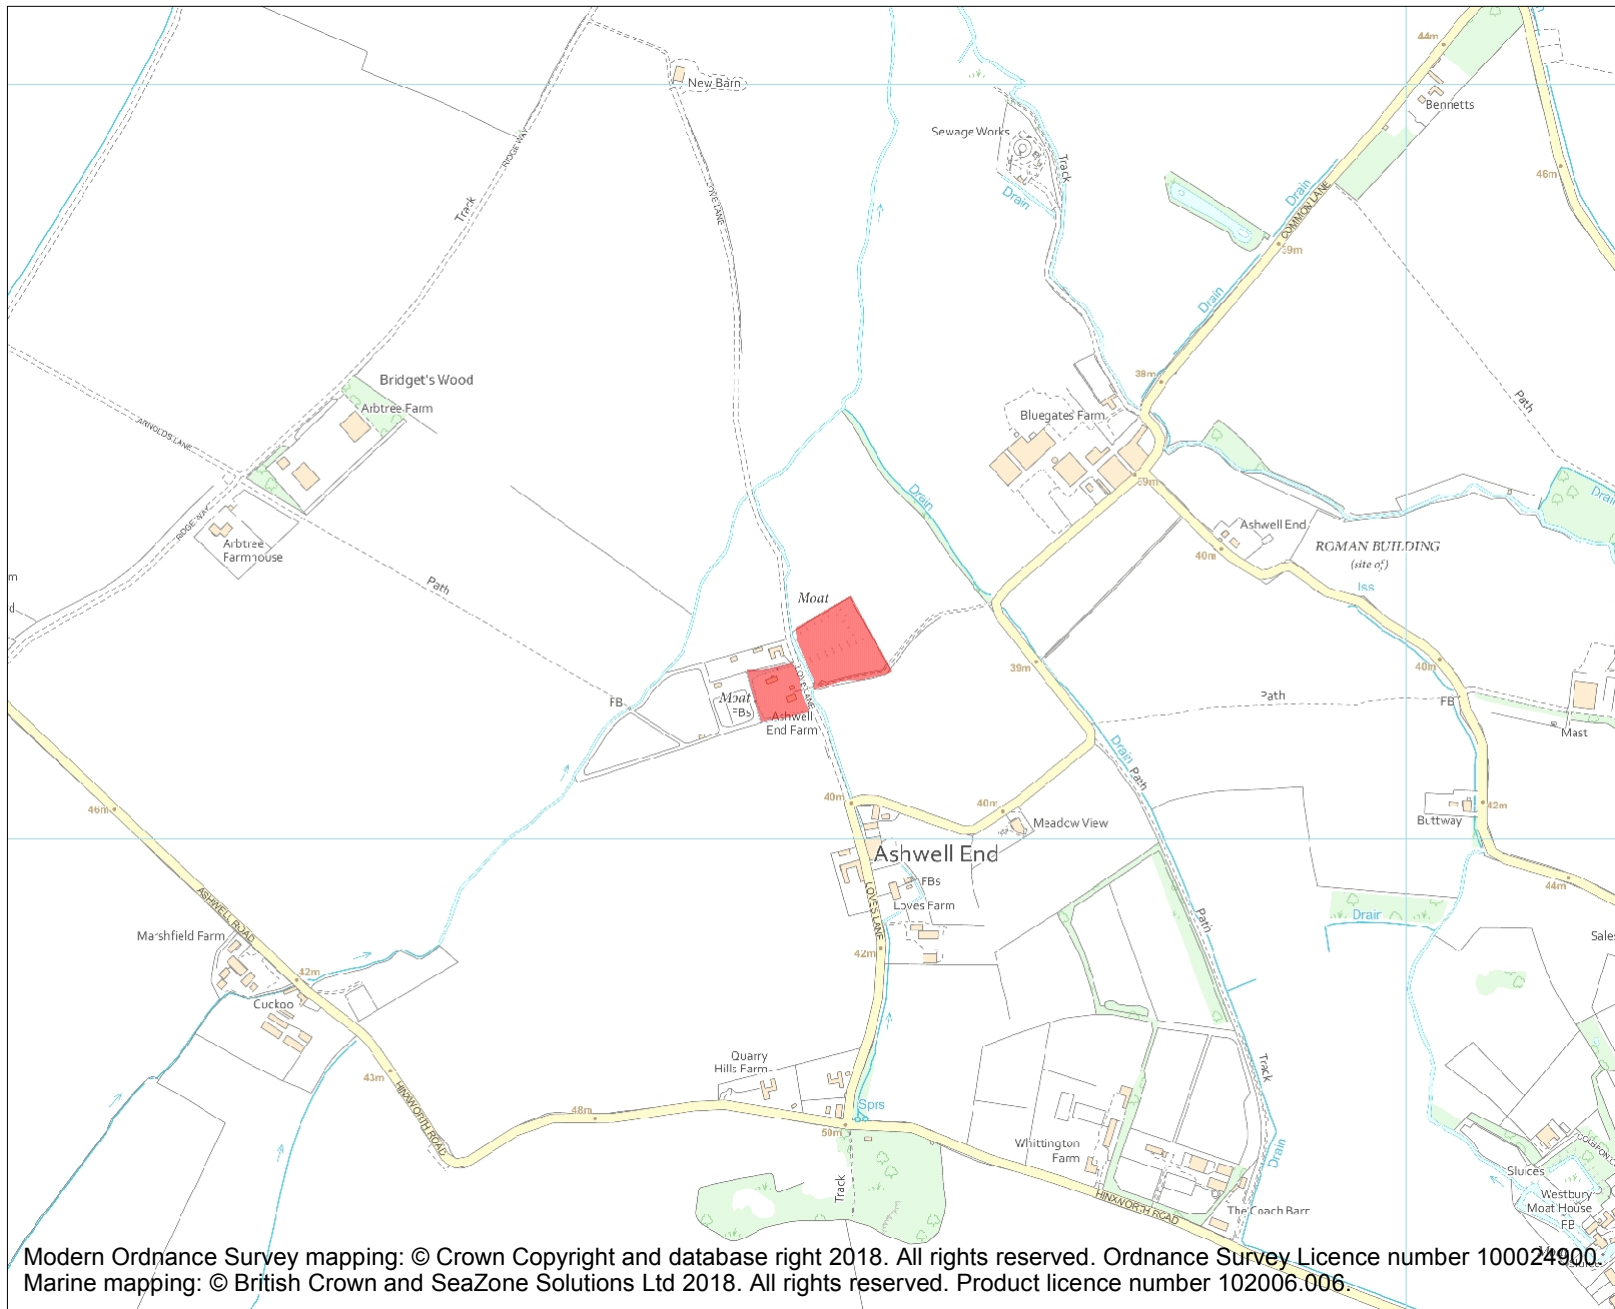 44m
New Barn
Bennetts
Sewage Works
RIDGE WAY
Track
Drain
46m
Track
LOVE LANE
Drain
COMMON LANE
39m
Drain
38m
Bridget's Wood
Arbtree Farm
Path
Bluegates Farm
ARNOLDS LANE
39m
Drain
Drain
RIDGE WAY
Ashwell End
Arbtree
Farmhouse
40m
ROMAN BUILDING
(site of)
Path
Iss
Moat
39m
40m
LOVES LANE
Moat
FB
FBs
Path
FB
Ashwell
End Farm
Mast
Drain
Path
40m
40m
46m
42m
Meadow View
Buttway
Ashwell End
FBs
44m
ASHWELL ROAD
Loves Farm
LOVES LANE
Path
Drain
Marshfield Farm
42m
42m
Cuckoo
Quarry
Hills Farm
Track
43m
HINXWORTH ROAD
48m
Sprs
50m
Whittington
Farm
Drain
Sluices
Track
HINXWORTH ROAD
Westbury
Moat House
The Coach Barn
FB
Modern Ordnance Survey mapping: © Crown Copyright and database right 2018. All rights reserved. Ordnance Survey Licence number 100024900.
Marine mapping: © British Crown and SeaZone Solutions Ltd 2018. All rights reserved. Product licence number 102006.006.